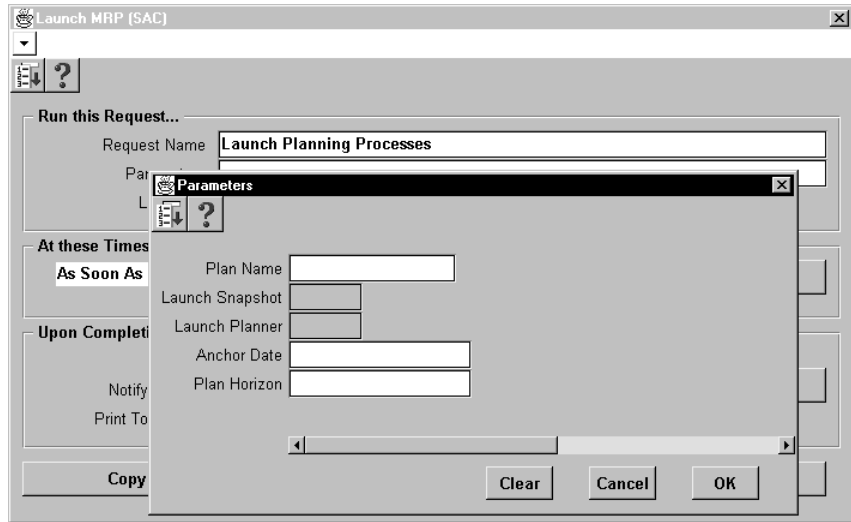 Launch MRP (SAC)
Run this Request...
Request Name Launch Planning Processes
Parameters
At these Times
As Soon As
Upon Completi
Notify
Print To
Copy
Parameters
Plan Name
Launch Snapshot
Launch Planner
Anchor Date
Plan Horizon
Clear Cancel OK